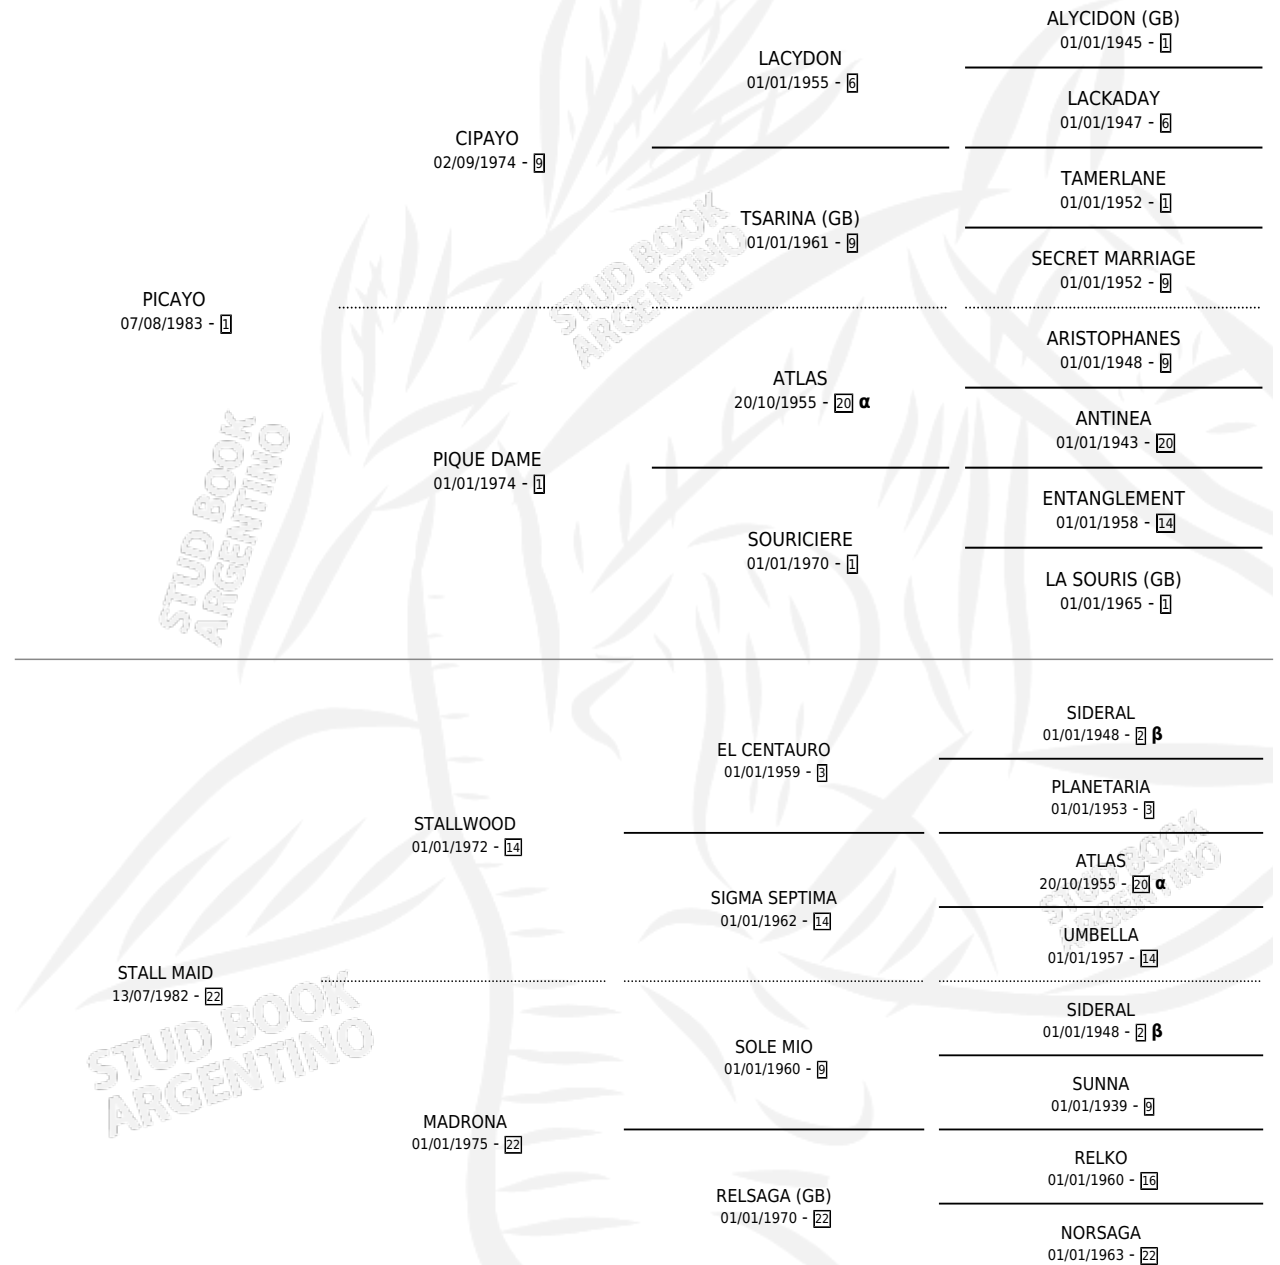 ALYCIDON (GB)
01/01/1945 - 1
LACYDON
01/01/1955 - 6
LACKADAY
01/01/1947 - 6
CIPAYO
02/09/1974 - 9
TAMERLANE
01/01/1952 - 1
TSARINA (GB)
01/01/1961 - 9
SECRET MARRIAGE
01/01/1952 - 9
PICAYO
07/08/1983 - 1
ARISTOPHANES
01/01/1948 - 9
ATLAS
20/10/1955 - 20 α
ANTINEA
01/01/1943 - 20
PIQUE DAME
01/01/1974 - 1
ENTANGLEMENT
01/01/1958 - 14
SOURICIERE
01/01/1970 - 1
LA SOURIS (GB)
01/01/1965 - 1
SIDERAL
01/01/1948 - 2 β
EL CENTAURO
01/01/1959 - 3
PLANETARIA
01/01/1953 - 3
STALLWOOD
01/01/1972 - 14
ATLAS
20/10/1955 - 20 α
SIGMA SEPTIMA
01/01/1962 - 14
UMBELLA
01/01/1957 - 14
STALL MAID
13/07/1982 - 22
SIDERAL
01/01/1948 - 2 β
SOLE MIO
01/01/1960 - 9
SUNNA
01/01/1939 - 9
MADRONA
01/01/1975 - 22
RELKO
01/01/1960 - 16
RELSAGA (GB)
01/01/1970 - 22
NORSAGA
01/01/1963 - 22
STUD BOOK
ARGENTINO
STUD BOOK
ARGENTINO
STUD BOOK
ARGENTINO
STUD BOOK
ARGENTINO